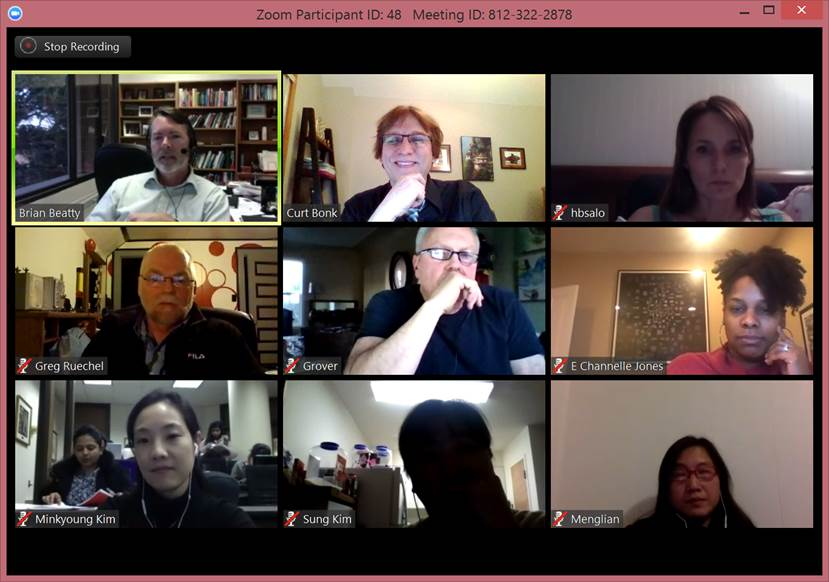 Zoom Participant ID: 48 Meeting ID: 812-322-2878
Stop Recording
Brian Beatty
Curt Bonk
hbsalo
Greg Ruechel
FILA
Grover
E Channelle Jones
Minkyoung Kim
Sung Kim
Menglian